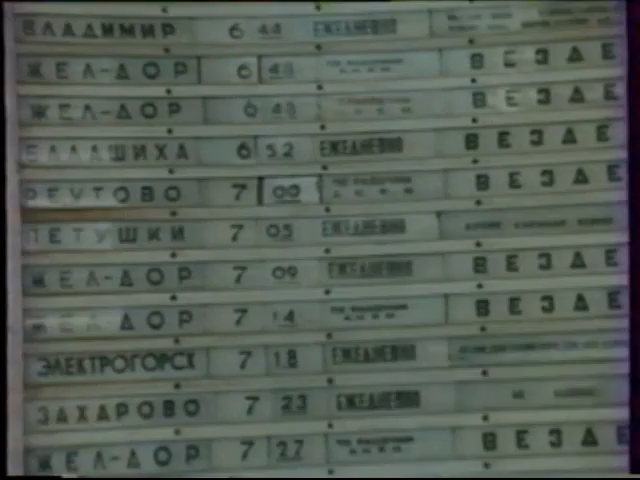 ВЛАДИМИР 6 44 ЕЖЕДНЕВНО
ЖЕЛ-ДОР 6 48 ВЕЗДЕ
ЖЕЛ-ДОР 6 48 ВЕЗДЕ
БАЛАШИХА 6 52 ЕЖЕДНЕВНО ВЕЗДЕ
РЕУТОВО 7 00 ВЕЗДЕ
ПЕТУШКИ 7 05 ЕЖЕДНЕВНО
ЖЕЛ-ДОР 7 09 ЕЖЕДНЕВНО ВЕЗДЕ
ЖЕЛ ДОР 7 14 ВЕЗДЕ
ЭЛЕКТРОГОРСК 7 18 ЕЖЕДНЕВНО
ЗАХАРОВО 7 23 ЕЖЕДНЕВНО
ЖЕЛ-ДОР 7 27 ВЕЗДЕ